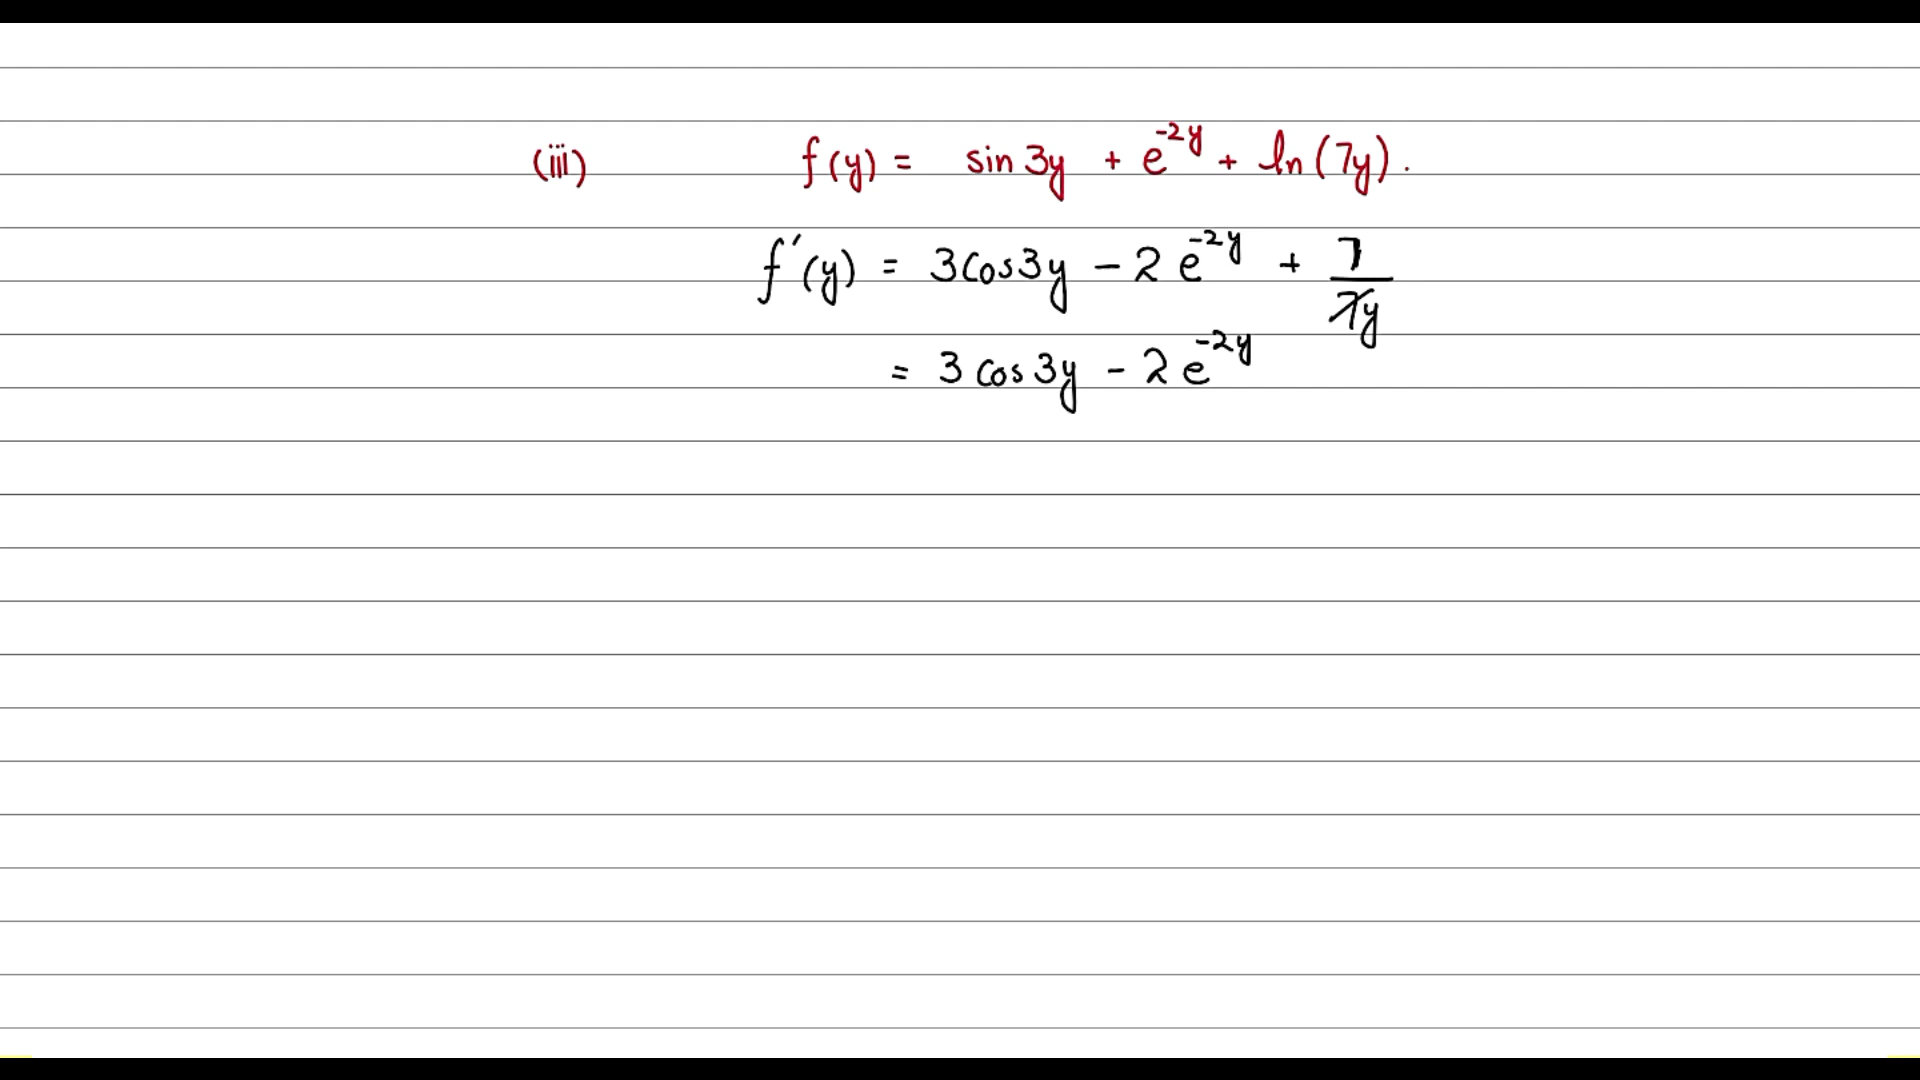 (iii) f(y) = sin 3y + e^{-2y} + ln(7y).
f'(y) = 3cos3y - 2e^{-2y} + 7/7y
= 3 cos 3y - 2e^{-2y}